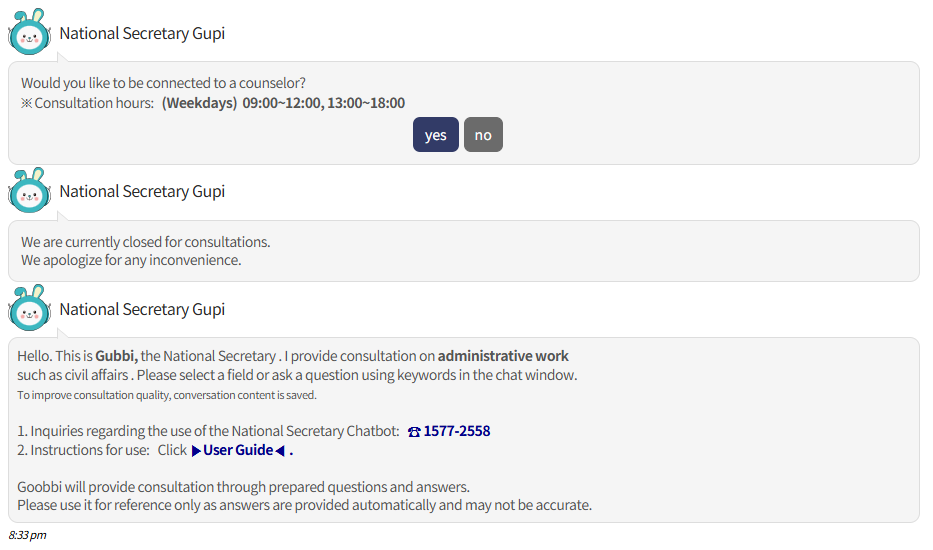 National Secretary Gupi
Would you like to be connected to a counselor?
※Consultation hours: (Weekdays) 09:00~12:00, 13:00~18:00
yes no
National Secretary Gupi
We are currently closed for consultations.
We apologize for any inconvenience.
National Secretary Gupi
Hello. This is Gubbi, the National Secretary . I provide consultation on administrative work
such as civil affairs . Please select a field or ask a question using keywords in the chat window.
To improve consultation quality, conversation content is saved.
1. Inquiries regarding the use of the National Secretary Chatbot: ☎1577-2558
2. Instructions for use: Click ▶User Guide◀ .
Goobbi will provide consultation through prepared questions and answers.
Please use it for reference only as answers are provided automatically and may not be accurate.
8:33 pm